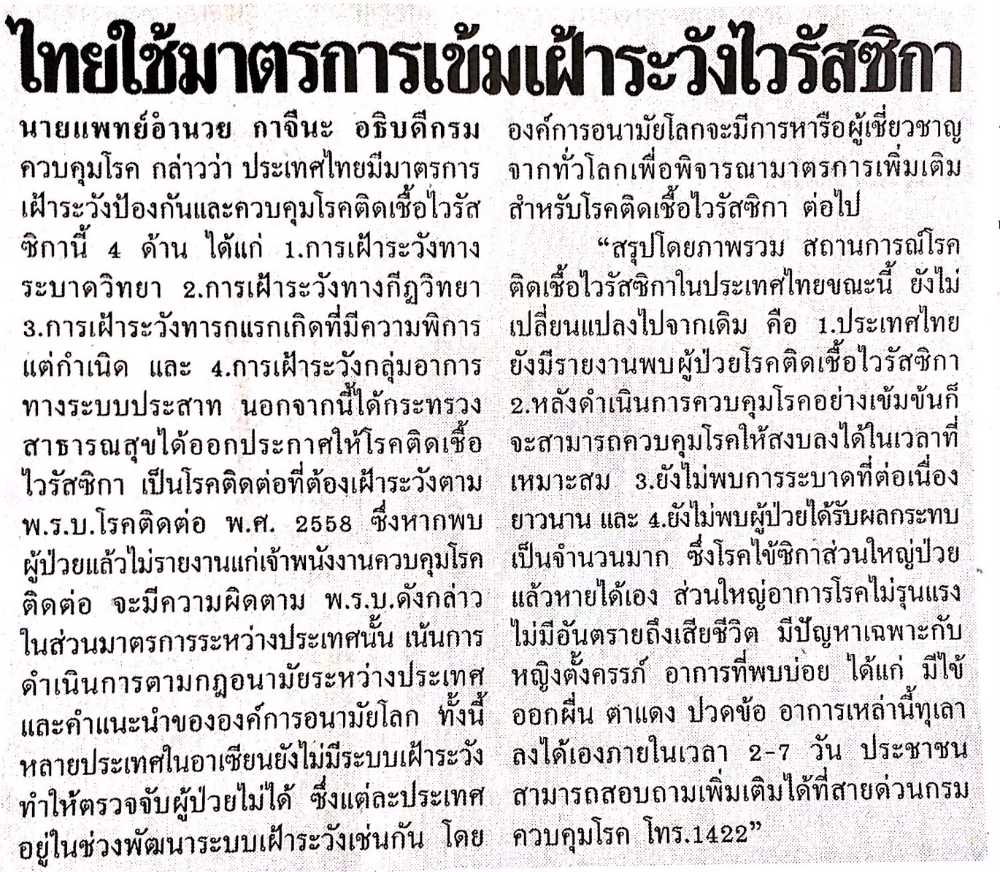 ไทยใช้มาตรการเข้มเฝ้าระวังไวรัสซิกา
นายแพทย์อำนวย กาจีนะ อธิบดีกรม
ควบคุมโรค กล่าวว่า ประเทศไทยมีมาตรการ
เฝ้าระวังป้องกันและควบคุมโรคติดเชื้อไวรัส
ซิกานี้ 4 ด้าน ได้แก่ 1.การเฝ้าระวังทาง
ระบาดวิทยา 2.การเฝ้าระวังทางกีฏวิทยา
3.การเฝ้าระวังทารกแรกเกิดที่มีความพิการ
แต่กำเนิด และ 4.การเฝ้าระวังกลุ่มอาการ
ทางระบบประสาท นอกจากนี้ได้กระทรวง
สาธารณสุขได้ออกประกาศให้โรคติดเชื้อ
ไวรัสซิกา เป็นโรคติดต่อที่ต้องเฝ้าระวังตาม
พ.ร.บ.โรคติดต่อ พ.ศ. 2558 ซึ่งหากพบ
ผู้ป่วยแล้วไม่รายงานแก่เจ้าพนังงานควบคุมโรค
ติดต่อ จะมีความผิดตาม พ.ร.บ.ดังกล่าว
ในส่วนมาตรการระหว่างประเทศนั้น เน้นการ
ดำเนินการตามกฎอนามัยระหว่างประเทศ
และคำแนะนำขององค์การอนามัยโลก ทั้งนี้
หลายประเทศในอาเซียนยังไม่มีระบบเฝ้าระวัง
ทำให้ตรวจจับผู้ป่วยไม่ได้ ซึ่งแต่ละประเทศ
อยู่ในช่วงพัฒนาระบบเฝ้าระวังเช่นกัน โดย
องค์การอนามัยโลกจะมีการหารือผู้เชี่ยวชาญ
จากทั่วโลกเพื่อพิจารณามาตรการเพิ่มเติม
สำหรับโรคติดเชื้อไวรัสซิกา ต่อไป
“สรุปโดยภาพรวม สถานการณ์โรค
ติดเชื้อไวรัสซิกาในประเทศไทยขณะนี้ ยังไม่
เปลี่ยนแปลงไปจากเดิม คือ 1.ประเทศไทย
ยังมีรายงานพบผู้ป่วยโรคติดเชื้อไวรัสซิกา
2.หลังดำเนินการควบคุมโรคอย่างเข้มข้นก็
จะสามารถควบคุมโรคให้สงบลงได้ในเวลาที่
เหมาะสม 3.ยังไม่พบการระบาดที่ต่อเนื่อง
ยาวนาน และ 4.ยังไม่พบผู้ป่วยได้รับผลกระทบ
เป็นจำนวนมาก ซึ่งโรคไข้ซิกาส่วนใหญ่ป่วย
แล้วหายได้เอง ส่วนใหญ่อาการโรคไม่รุนแรง
ไม่มีอันตรายถึงเสียชีวิต มีปัญหาเฉพาะกับ
หญิงตั้งครรภ์ อาการที่พบบ่อย ได้แก่ มีไข้
ออกผื่น ตาแดง ปวดข้อ อาการเหล่านี้ทุเลา
ลงได้เองภายในเวลา 2-7 วัน ประชาชน
สามารถสอบถามเพิ่มเติมได้ที่สายด่วนกรม
ควบคุมโรค โทร.1422”